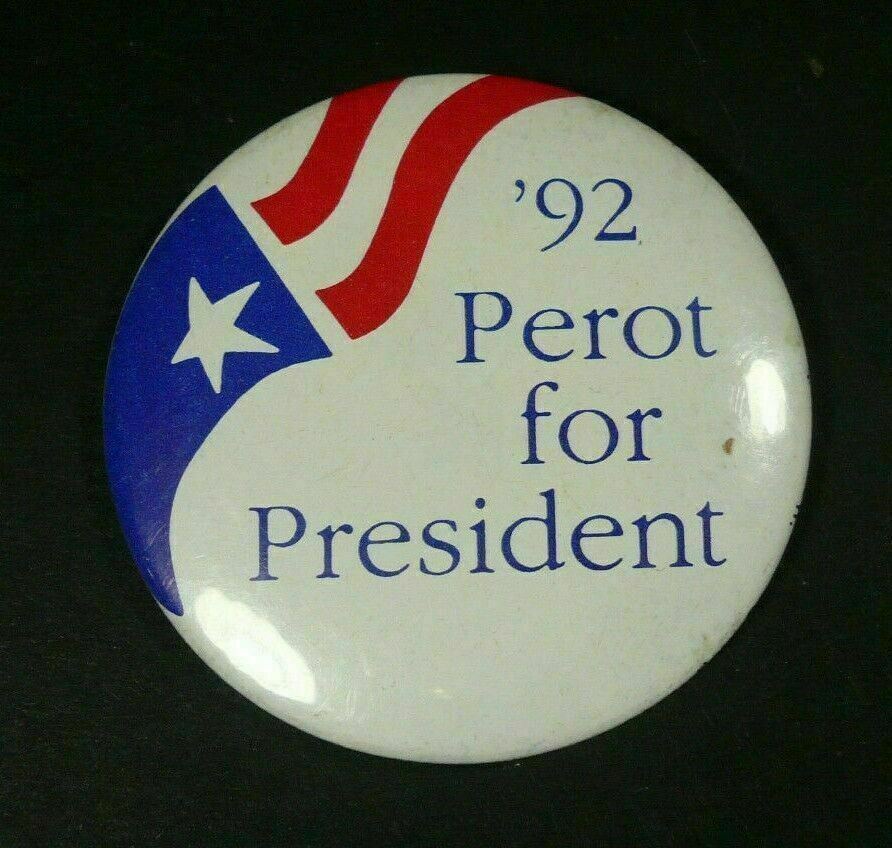 ’92
Perot
for
President